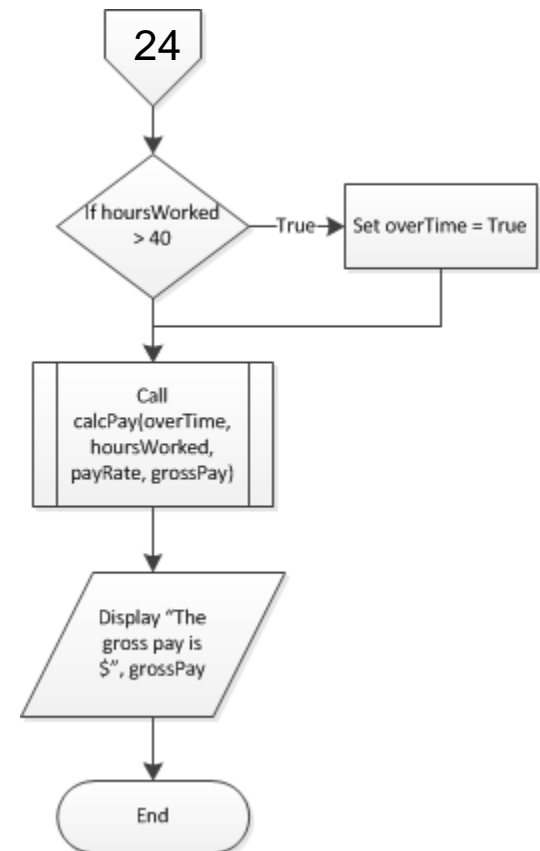 24
If hoursWorked
> 40
True
Set overTime = True
Call
calcPay(overTime,
hoursWorked,
payRate, grossPay)
Display “The
gross pay is
$”, grossPay
End